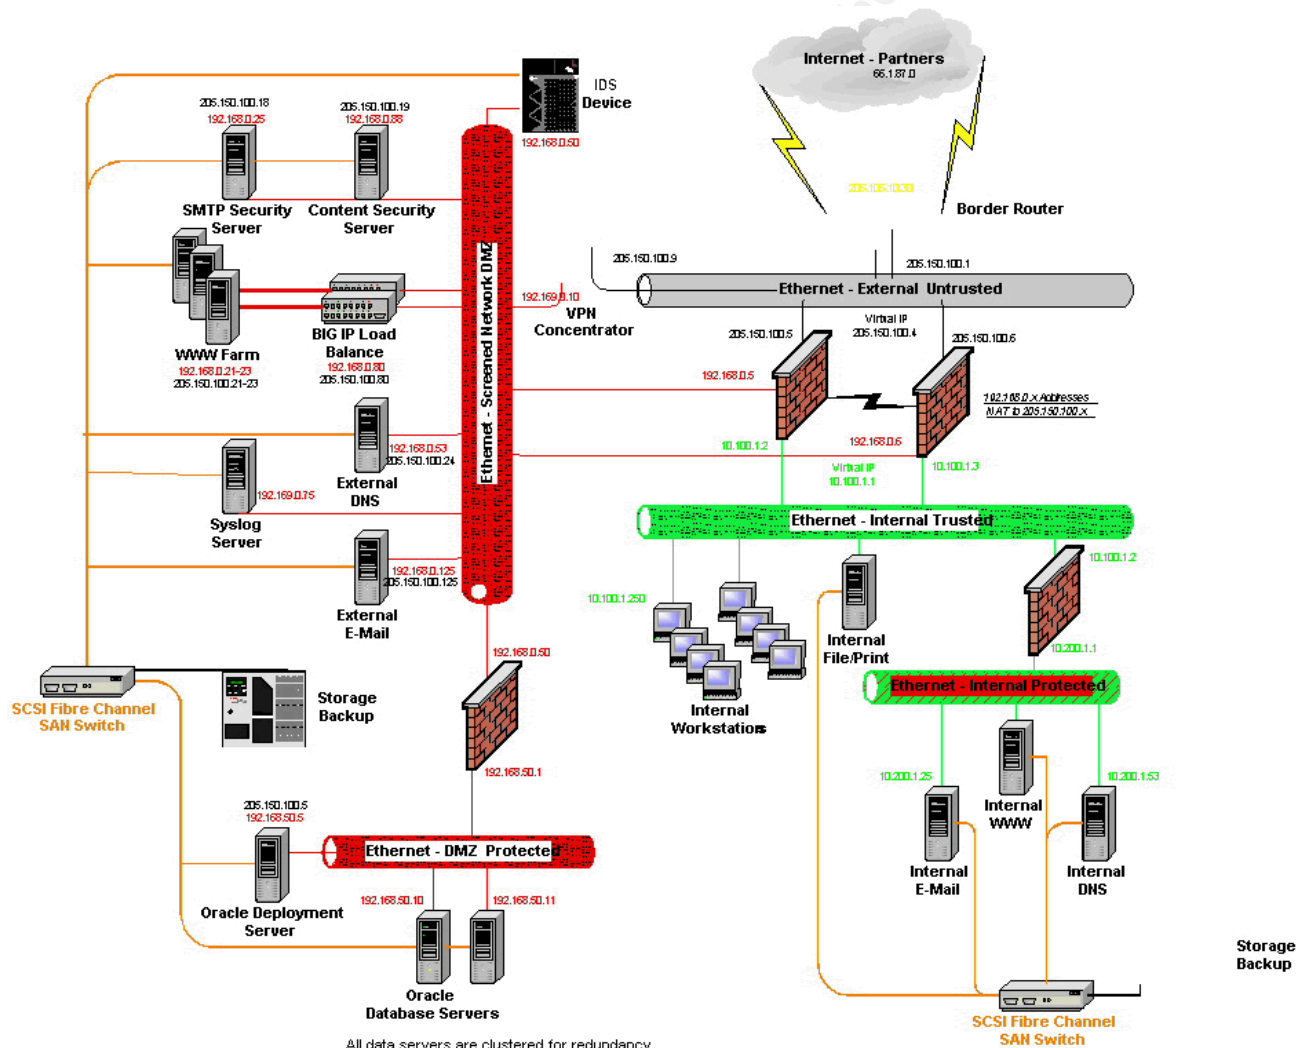 Internet - Partners
66.1.87.0
IDS
Device
192.168.0.50
205.150.100.18
192.168.0.25
205.150.100.19
192.168.0.88
SMTP Security
Server
Content Security
Server
Border Router
205.150.100.9
205.150.100.1
Ethernet - External Untrusted
Ethernet - Screened Network DMZ
192.169.0.10
VPN
Concentrator
Virtual IP
205.150.100.4
205.150.100.5
205.150.100.6
BIG IP Load
Balance
192.168.0.80
205.150.100.80
WWW Farm
192.168.0.21-23
205.150.100.21-23
192.168.0.5
192.168.0.x Addresses
NAT to 205.150.100.x
192.168.0.53
205.150.100.24
External
DNS
10.100.1.2
192.168.0.6
Virtual IP
10.100.1.1
10.100.1.3
192.169.0.75
Syslog
Server
Ethernet - Internal Trusted
192.168.0.125
205.150.100.125
External
E-Mail
10.100.1.250
10.100.1.2
Internal
File/Print
10.200.1.1
192.168.0.50
Ethernet - Internal Protected
Internal
Workstations
Storage
Backup
SCSI Fibre Channel
SAN Switch
192.168.50.1
10.200.1.25
10.200.1.53
Internal
WWW
205.150.100.5
192.168.50.5
Ethernet - DMZ Protected
Internal
E-Mail
Internal
DNS
192.168.50.10
192.168.50.11
Oracle Deployment
Server
Storage
Backup
Oracle
Database Servers
SCSI Fibre Channel
SAN Switch
All data servers are clustered for redundancy